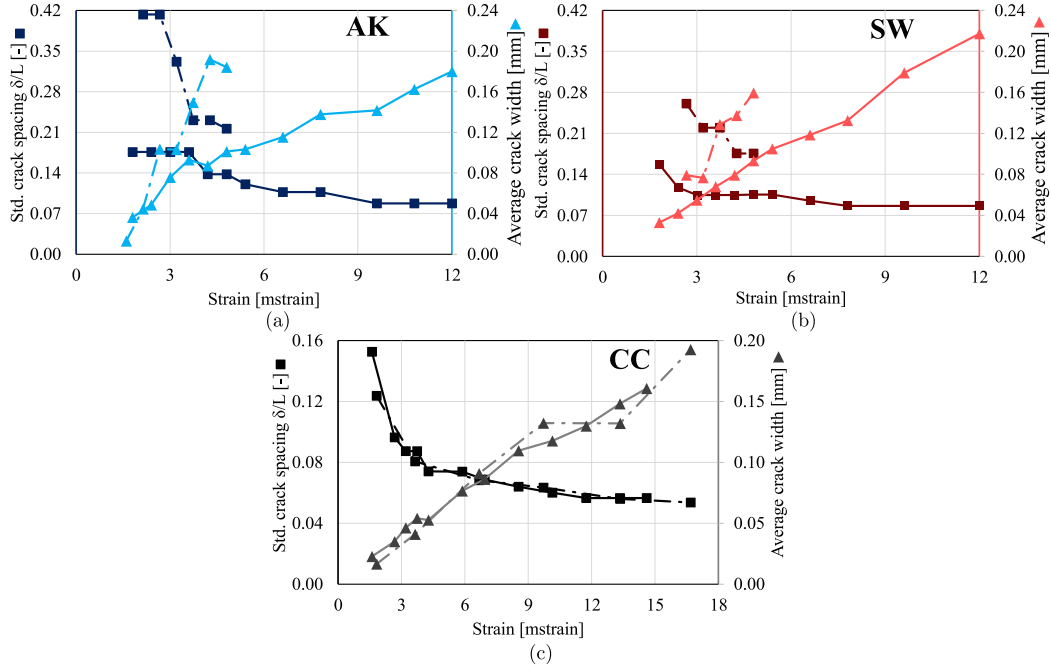 AK
Std. crack spacing δ/L [-]
0.42
0.35
0.28
0.21
0.14
0.07
0.00
0.24
0.20
0.16
0.12
0.08
0.04
0.00
Average crack width [mm]
0 3 6 9 12
Strain [mstrain]
(a)
SW
Std. crack spacing δ/L [-]
0.42
0.35
0.28
0.21
0.14
0.07
0.00
0.24
0.20
0.16
0.12
0.08
0.04
0.00
Average crack width [mm]
0 3 6 9 12
Strain [mstrain]
(b)
CC
Std. crack spacing δ/L [-]
0.16
0.12
0.08
0.04
0.00
0.20
0.15
0.10
0.05
0.00
Average crack width [mm]
0 3 6 9 12 15 18
Strain [mstrain]
(c)